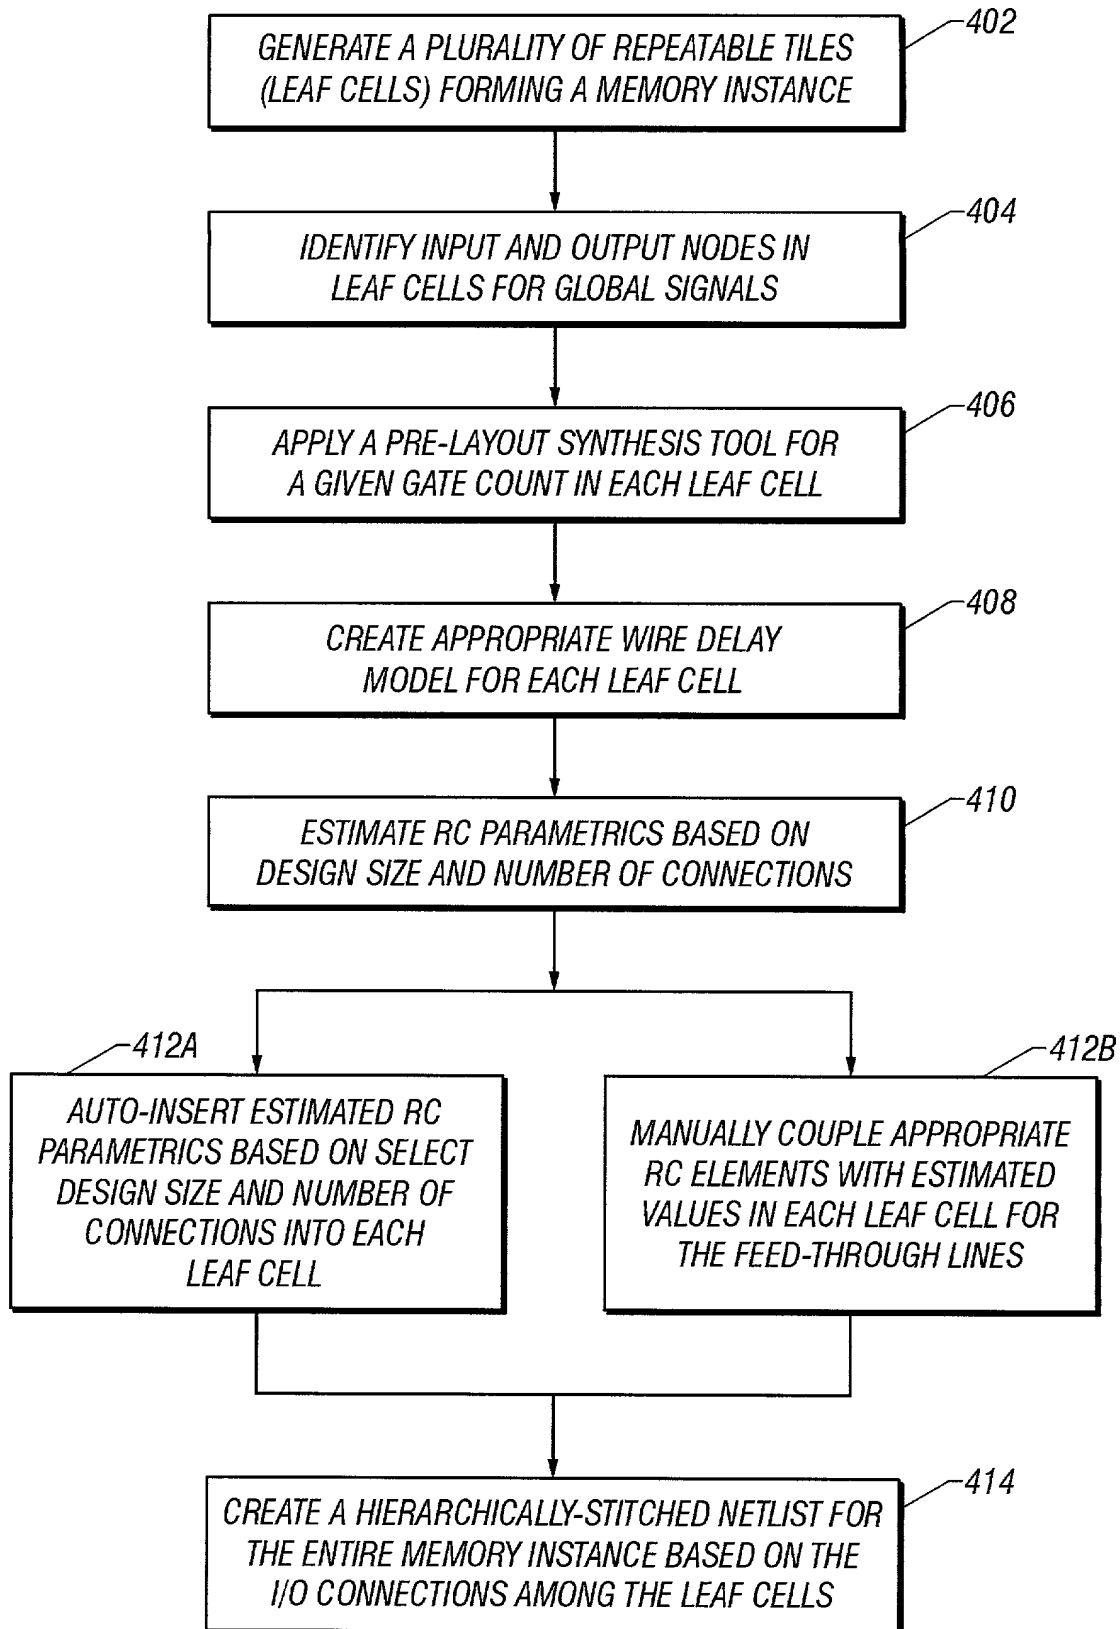 402
GENERATE A PLURALITY OF REPEATABLE TILES
(LEAF CELLS) FORMING A MEMORY INSTANCE
404
IDENTIFY INPUT AND OUTPUT NODES IN
LEAF CELLS FOR GLOBAL SIGNALS
406
APPLY A PRE-LAYOUT SYNTHESIS TOOL FOR
A GIVEN GATE COUNT IN EACH LEAF CELL
408
CREATE APPROPRIATE WIRE DELAY
MODEL FOR EACH LEAF CELL
410
ESTIMATE RC PARAMETRICS BASED ON
DESIGN SIZE AND NUMBER OF CONNECTIONS
412A
AUTO-INSERT ESTIMATED RC
PARAMETRICS BASED ON SELECT
DESIGN SIZE AND NUMBER OF
CONNECTIONS INTO EACH
LEAF CELL
412B
MANUALLY COUPLE APPROPRIATE
RC ELEMENTS WITH ESTIMATED
VALUES IN EACH LEAF CELL FOR
THE FEED-THROUGH LINES
414
CREATE A HIERARCHICALLY-STITCHED NETLIST FOR
THE ENTIRE MEMORY INSTANCE BASED ON THE
I/O CONNECTIONS AMONG THE LEAF CELLS